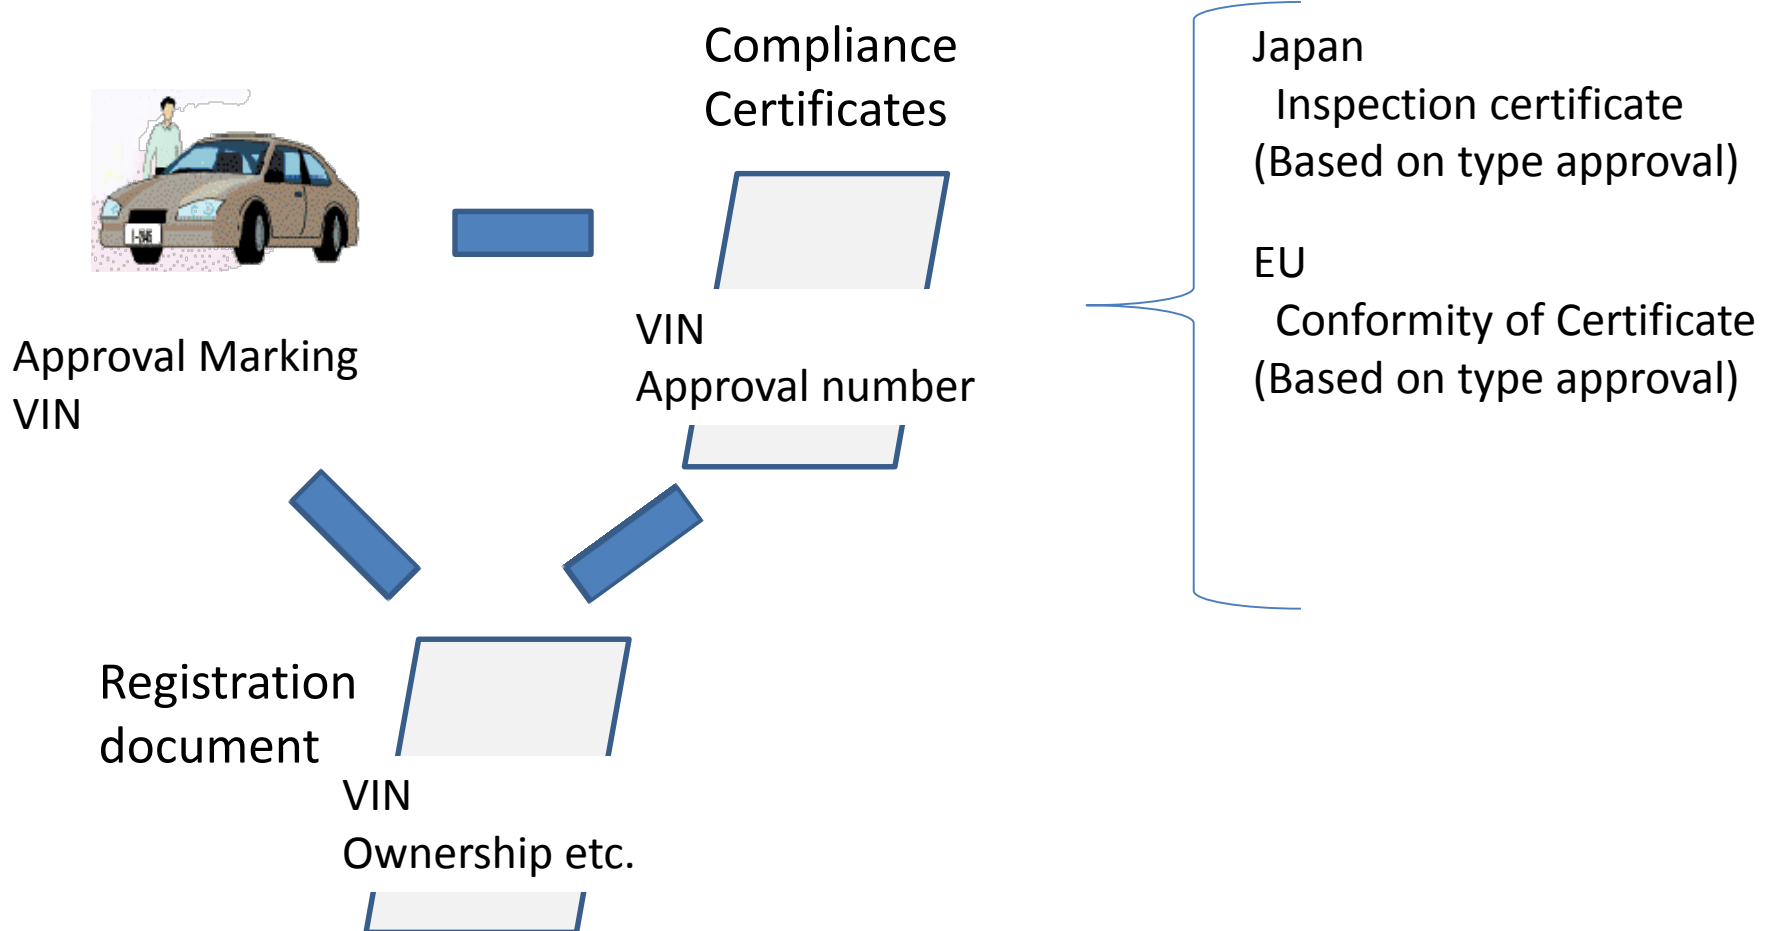 Compliance
Certificates
Approval Marking
VIN
VIN
Approval number
Registration
document
VIN
Ownership etc.
Japan
Inspection certificate
(Based on type approval)
EU
Conformity of Certificate
(Based on type approval)